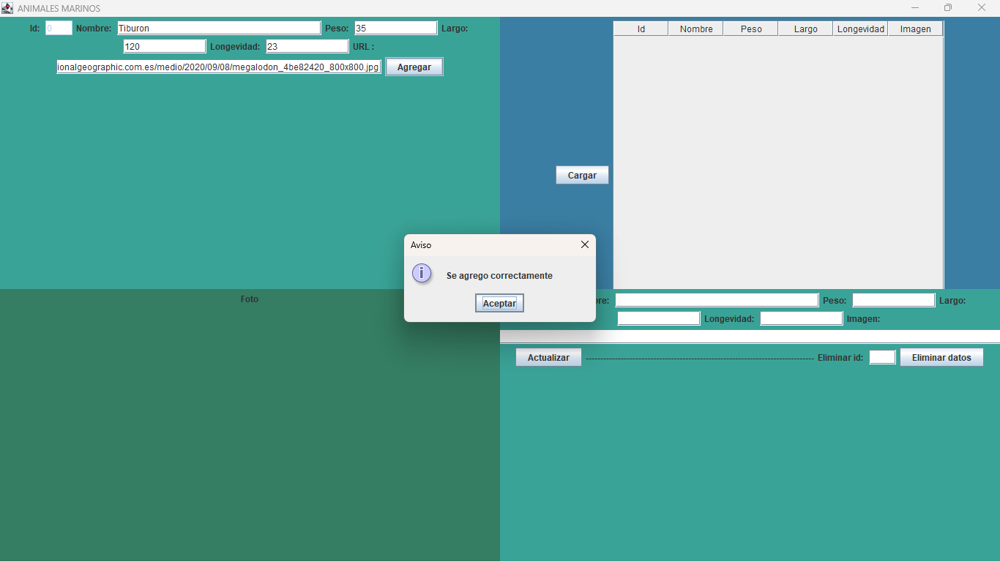 ANIMALES MARINOS
Id: 0 Nombre: Tiburon Peso: 35 Largo:
120 Longevidad: 23 URL :
ionalgeographic.com.es/medio/2020/09/08/megalodon_4be82420_800x800.jpg Agregar
Id Nombre Peso Largo Longevidad Imagen
Cargar
Aviso
Se agrego correctamente
Aceptar
Foto
bre: Peso: Largo:
Longevidad: Imagen:
Actualizar ------------------------------------------------------------------------------ Eliminar id: Eliminar datos